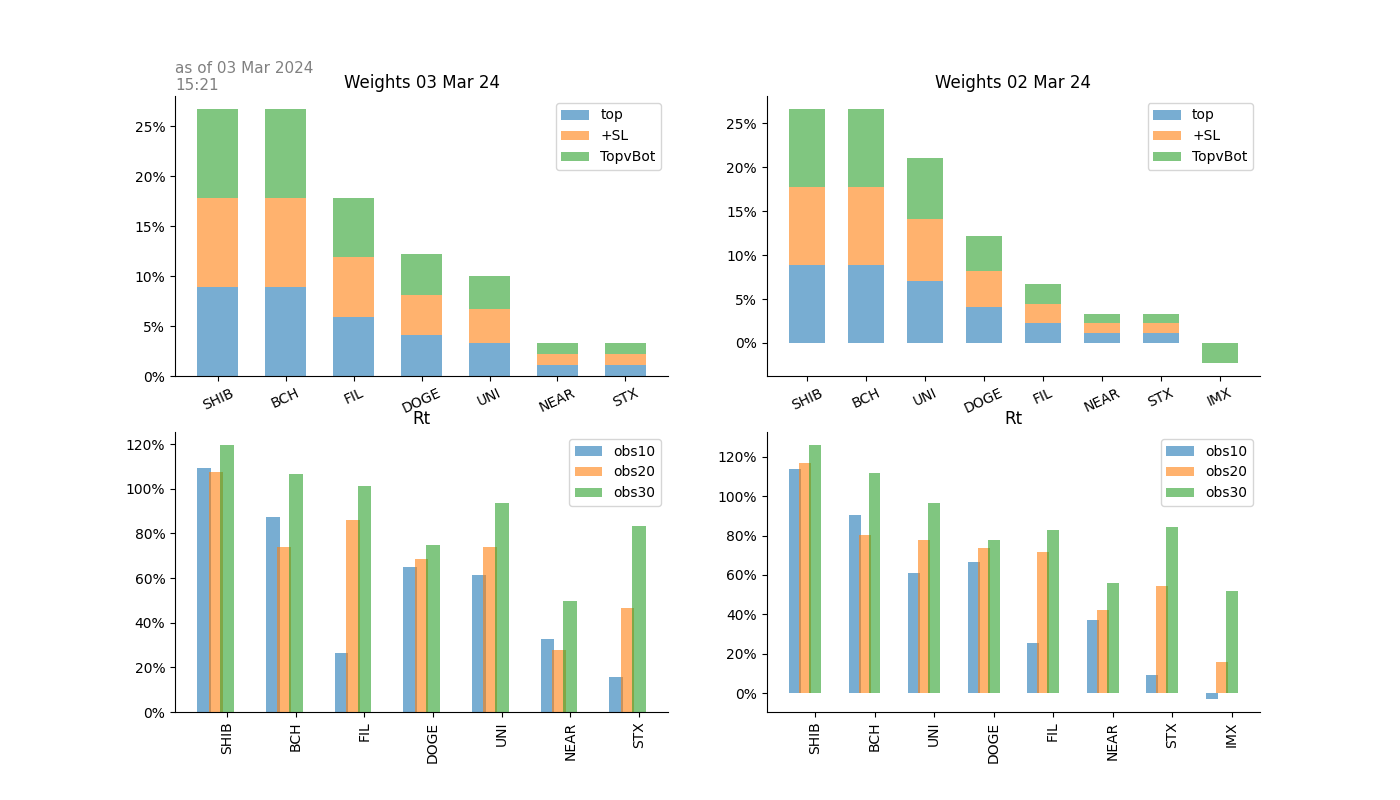 as of 03 Mar 2024
15:21
Weights 03 Mar 24
25%
20%
15%
10%
5%
0%
top
+SL
TopvBot
SHIB
BCH
FIL
DOGE
UNI
NEAR
STX
Weights 02 Mar 24
25%
20%
15%
10%
5%
0%
top
+SL
TopvBot
SHIB
BCH
UNI
DOGE
FIL
NEAR
STX
IMX
Rt
120%
100%
80%
60%
40%
20%
0%
obs10
obs20
obs30
SHIB
BCH
FIL
DOGE
UNI
NEAR
STX
Rt
120%
100%
80%
60%
40%
20%
0%
obs10
obs20
obs30
SHIB
BCH
UNI
DOGE
FIL
NEAR
STX
IMX